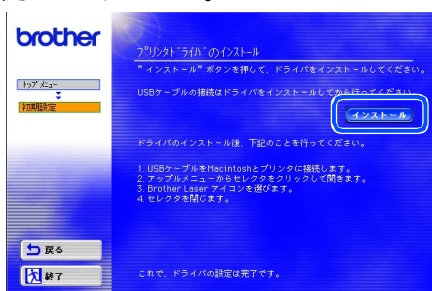 brother
トップメニュー
初期設定
戻る
終了
プリンタドライバのインストール
"インストール"ボタンを押して、ドライバをインストールしてください。
USBケーブルの接続はドライバをインストールしてから行ってください。
インストール
ドライバのインストール後、下記のことを行ってください。
1. USBケーブルをMacintoshとプリンタに接続します。
2. アップルメニューからセレクタをクリックして開きます。
3. Brother Laser アイコンを選びます。
4. セレクタを閉じます。
これで、ドライバの設定は完了です。